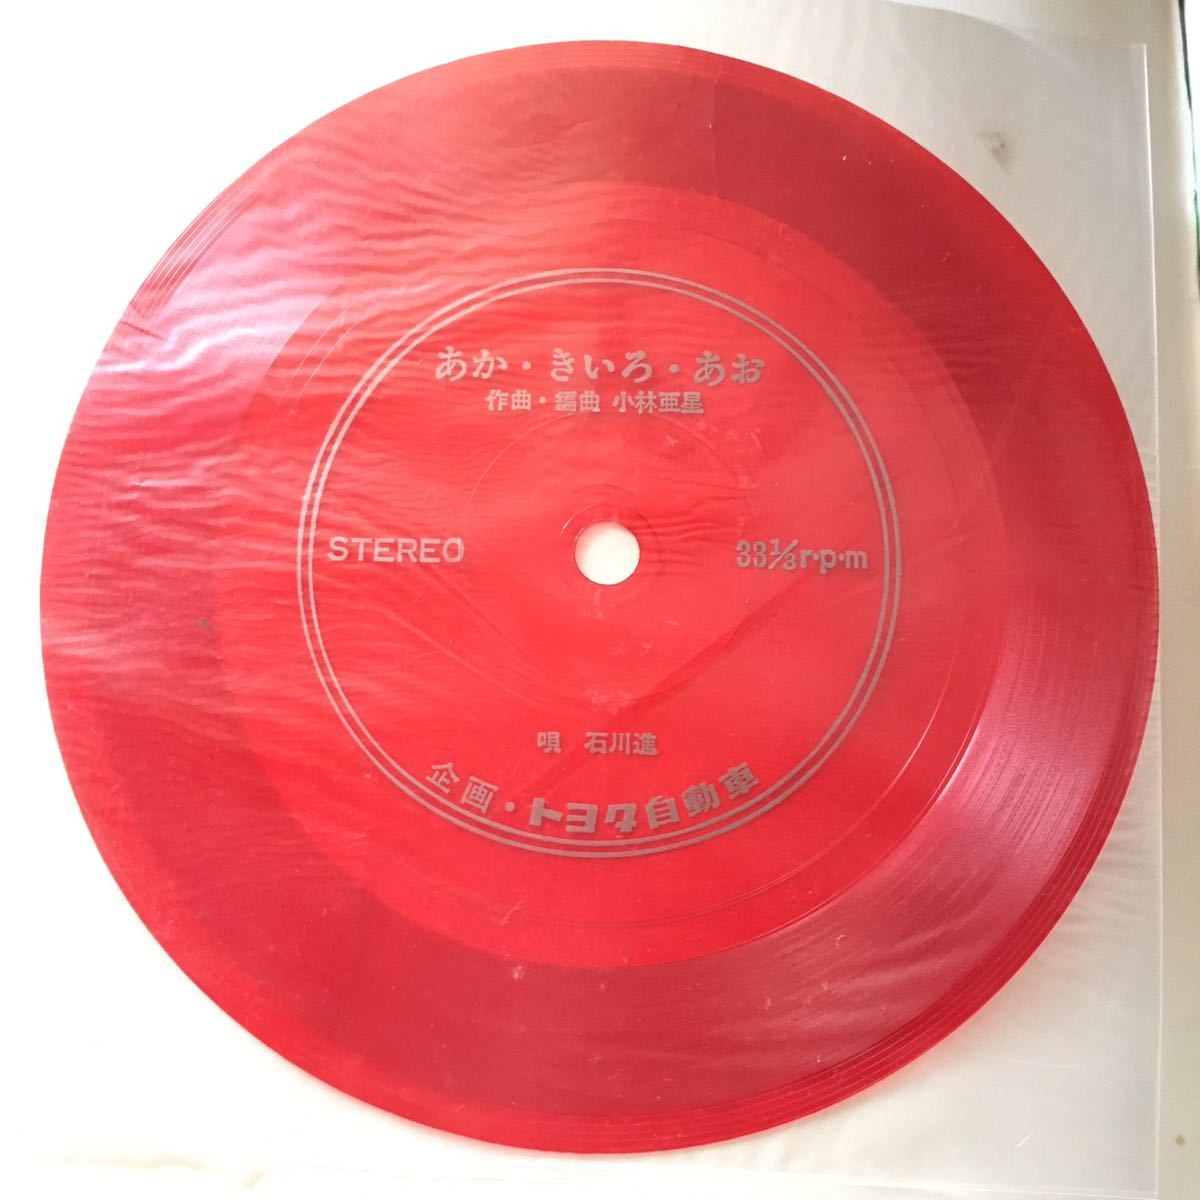 あか・きいろ・あお
作曲・編曲 小林亜星
STEREO
33⅓r·p·m
唄 石川進
企画・トヨタ自動車